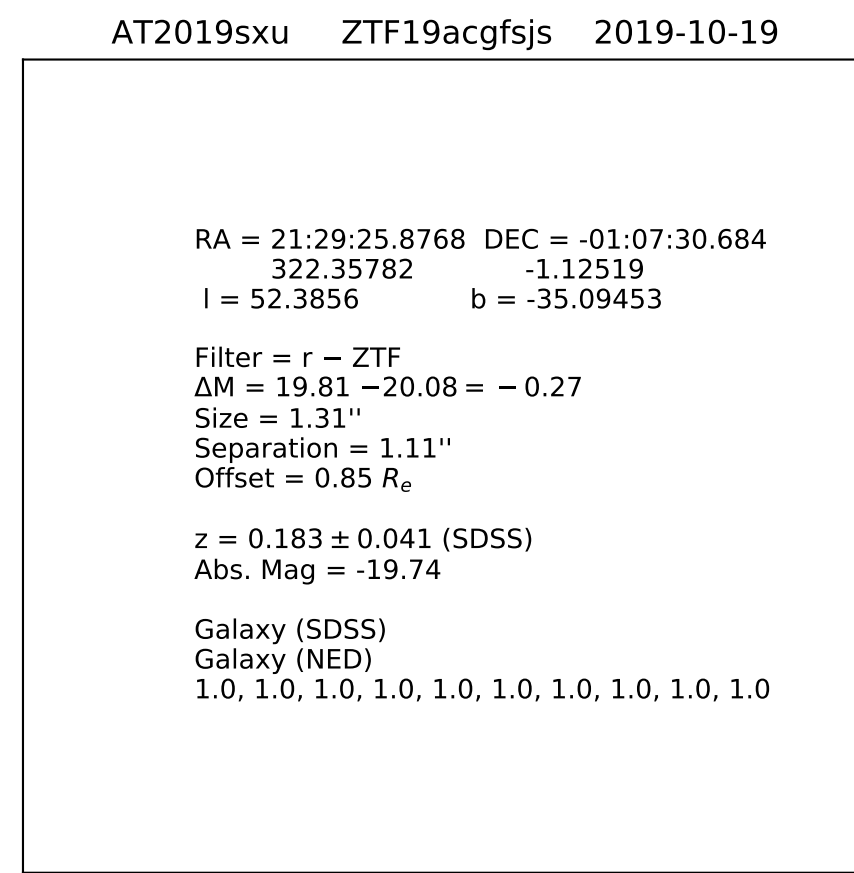 AT2019sxu ZTF19acgfsjs 2019-10-19
RA = 21:29:25.8768 DEC = -01:07:30.684
322.35782 -1.12519
l = 52.3856 b = -35.09453
Filter = r − ZTF
ΔM = 19.81 −20.08 = − 0.27
Size = 1.31''
Separation = 1.11''
Offset = 0.85 Re
z = 0.183 ± 0.041 (SDSS)
Abs. Mag = -19.74
Galaxy (SDSS)
Galaxy (NED)
1.0, 1.0, 1.0, 1.0, 1.0, 1.0, 1.0, 1.0, 1.0, 1.0